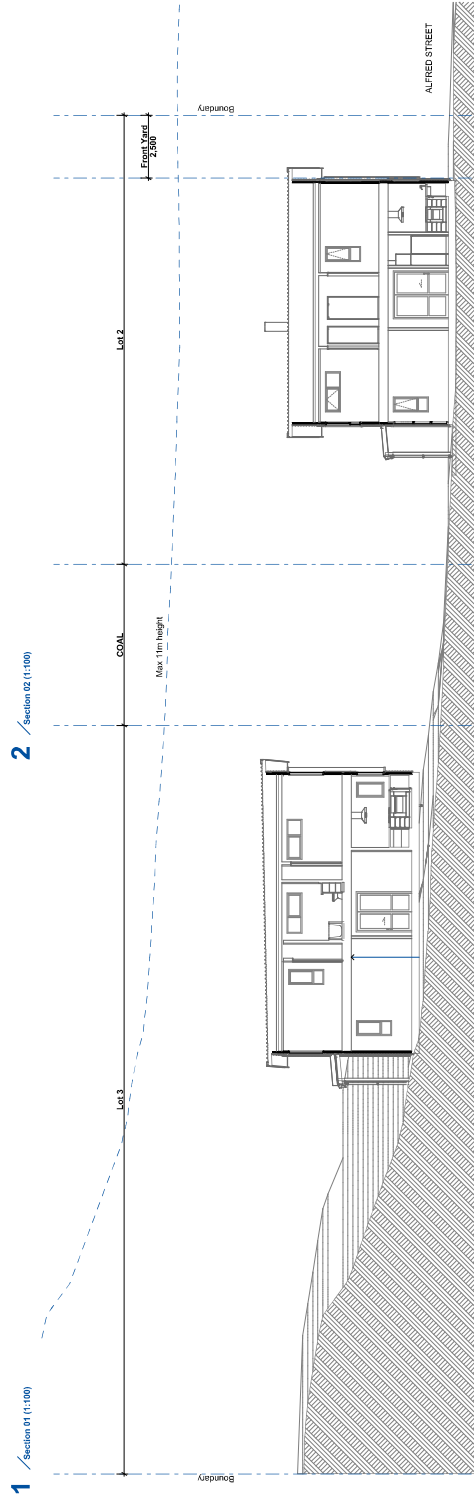 1
Section 01 (1:100)
2
Section 02 (1:100)
Boundary
Lot 3
COAL
Lot 2
Front Yard
2,500
Boundary
Max 11m height
ALFRED STREET